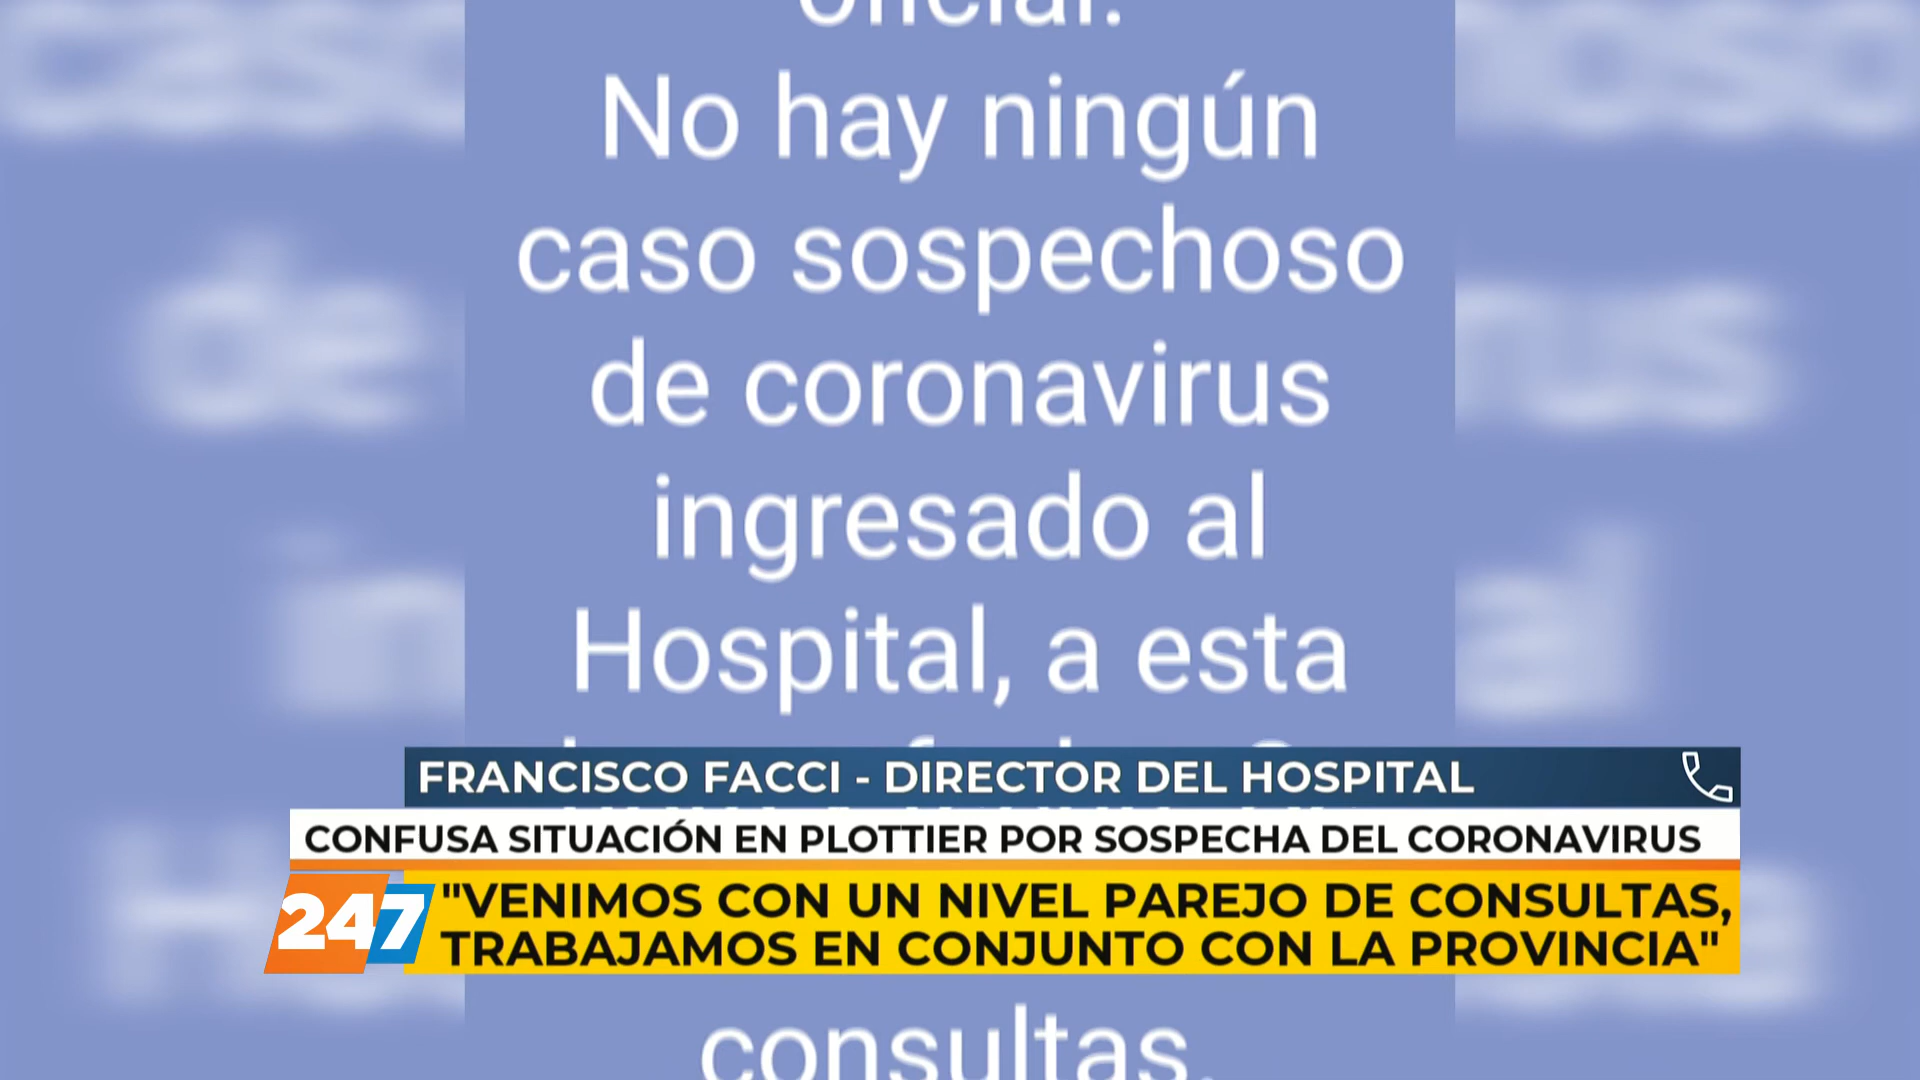 oficial.
No hay ningún
caso sospechoso
de coronavirus
ingresado al
Hospital, a esta
FRANCISCO FACCI - DIRECTOR DEL HOSPITAL
CONFUSA SITUACIÓN EN PLOTTIER POR SOSPECHA DEL CORONAVIRUS
247
"VENIMOS CON UN NIVEL PAREJO DE CONSULTAS,
TRABAJAMOS EN CONJUNTO CON LA PROVINCIA"
consultas.